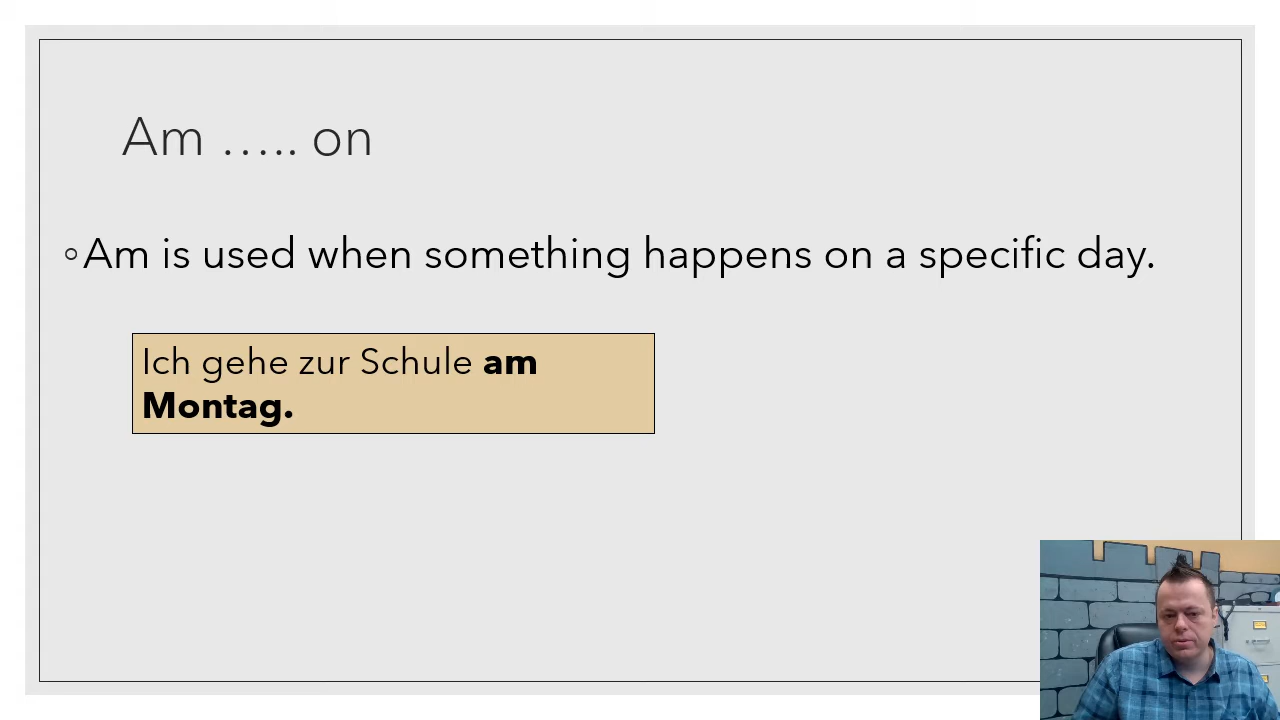 Am ..... on
◦Am is used when something happens on a specific day.
Ich gehe zur Schule am
Montag.